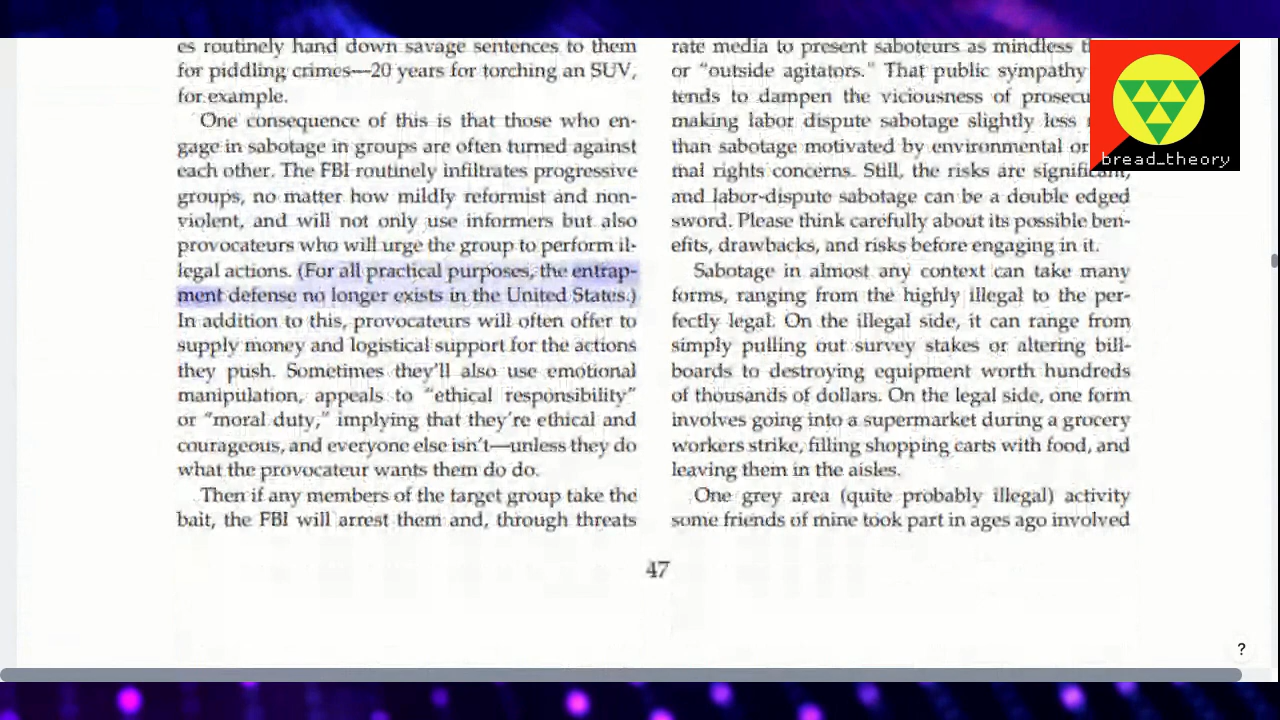 es routinely hand down savage sentences to them
for piddling crimes—20 years for torching an SUV,
for example.
One consequence of this is that those who en-
gage in sabotage in groups are often turned against
each other. The FBI routinely infiltrates progressive
groups, no matter how mildly reformist and non-
violent, and will not only use informers but also
provocateurs who will urge the group to perform il-
legal actions. (For all practical purposes, the entrap-
ment defense no longer exists in the United States.)
In addition to this, provocateurs will often offer to
supply money and logistical support for the actions
they push. Sometimes they'll also use emotional
manipulation, appeals to “ethical responsibility”
or “moral duty,” implying that they're ethical and
courageous, and everyone else isn't—unless they do
what the provocateur wants them do do.
Then if any members of the target group take the
bait, the FBI will arrest them and, through threats
rate media to present saboteurs as mindless
or “outside agitators.” That public sympathy
tends to dampen the viciousness of
making labor dispute sabotage slightly less
than sabotage motivated by environmental or
mal rights concerns. Still, the risks are significant,
and labor-dispute sabotage can be a double edged
sword. Please think carefully about its possible ben-
efits, drawbacks, and risks before engaging in it.
Sabotage in almost any context can take many
forms, ranging from the highly illegal to the per-
fectly legal. On the illegal side, it can range from
simply pulling out survey stakes or altering bill-
boards to destroying equipment worth hundreds
of thousands of dollars. On the legal side, one form
involves going into a supermarket during a grocery
workers strike, filling shopping carts with food, and
leaving them in the aisles.
One grey area (quite probably illegal) activity
some friends of mine took part in ages ago involved
47
bread_theory
?